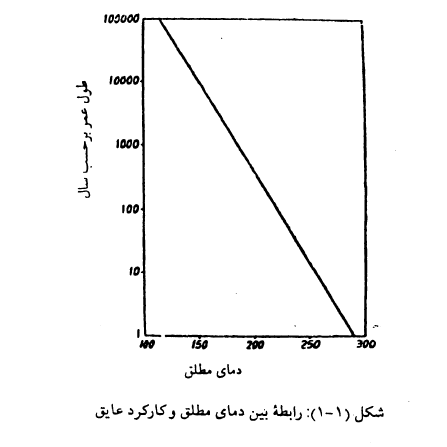 100000
10000
1000
100
10
1
طول عمر برحسب سال
100 150 200 250 300
دمای مطلق
شکل (۱-۱): رابطهٔ بین دمای مطلق و کارکرد عایق